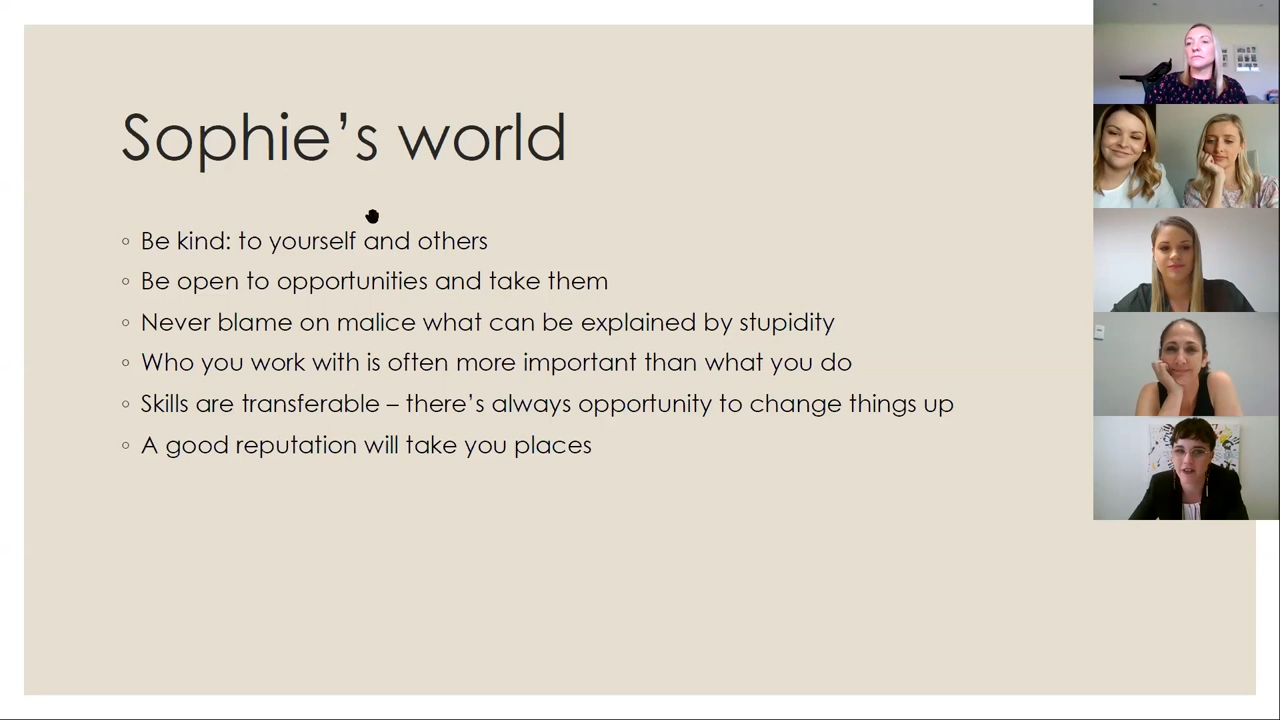 Sophie’s world
◦ Be kind: to yourself and others
◦ Be open to opportunities and take them
◦ Never blame on malice what can be explained by stupidity
◦ Who you work with is often more important than what you do
◦ Skills are transferable – there’s always opportunity to change things up
◦ A good reputation will take you places